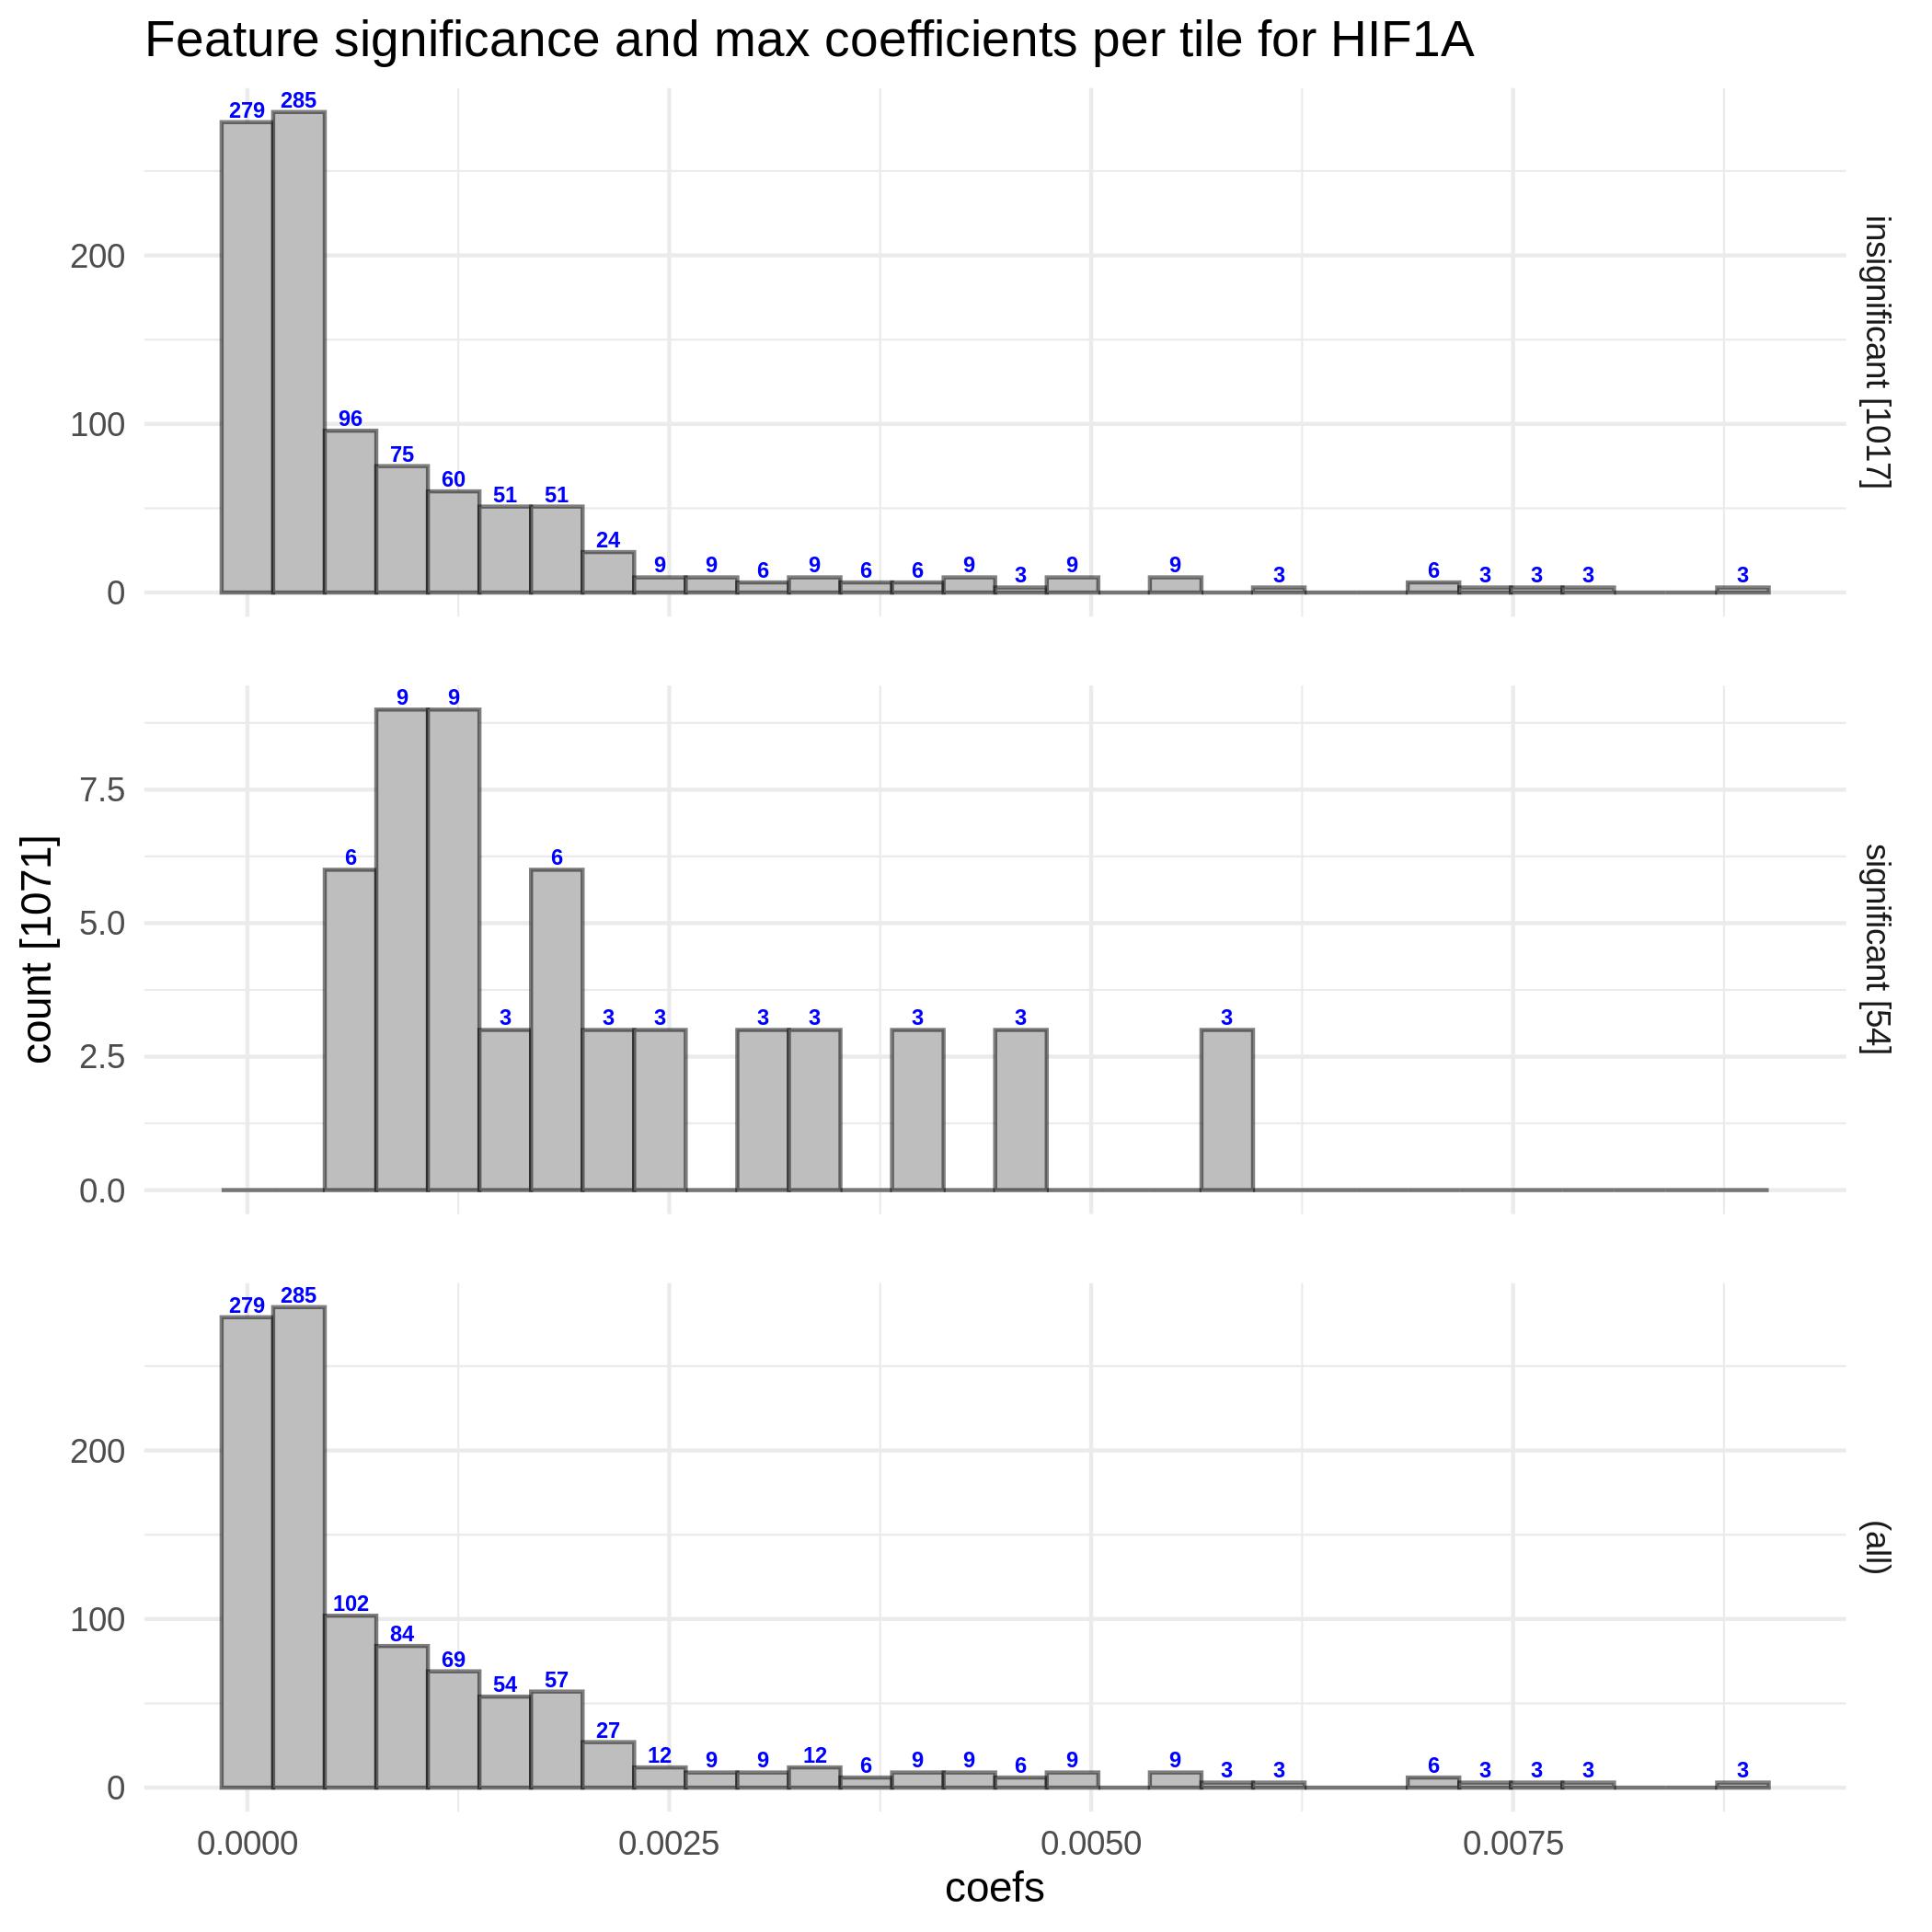 Feature significance and max coefficients per tile for HIF1A
279 285 96 75 60 51 51 24 9 9 6 9 6 6 9 3 9 9 3 6 3 3 3 3
200
100
0
insignificant [1017]
9 9 6 3 6 3 3 3 3 3 3 3
7.5
5.0
2.5
0.0
significant [54]
count [1071]
279 285 102 84 69 54 57 27 12 9 9 12 6 9 9 6 9 9 3 3 6 3 3 3 3
200
100
0
(all)
0.0000 0.0025 0.0050 0.0075
coefs